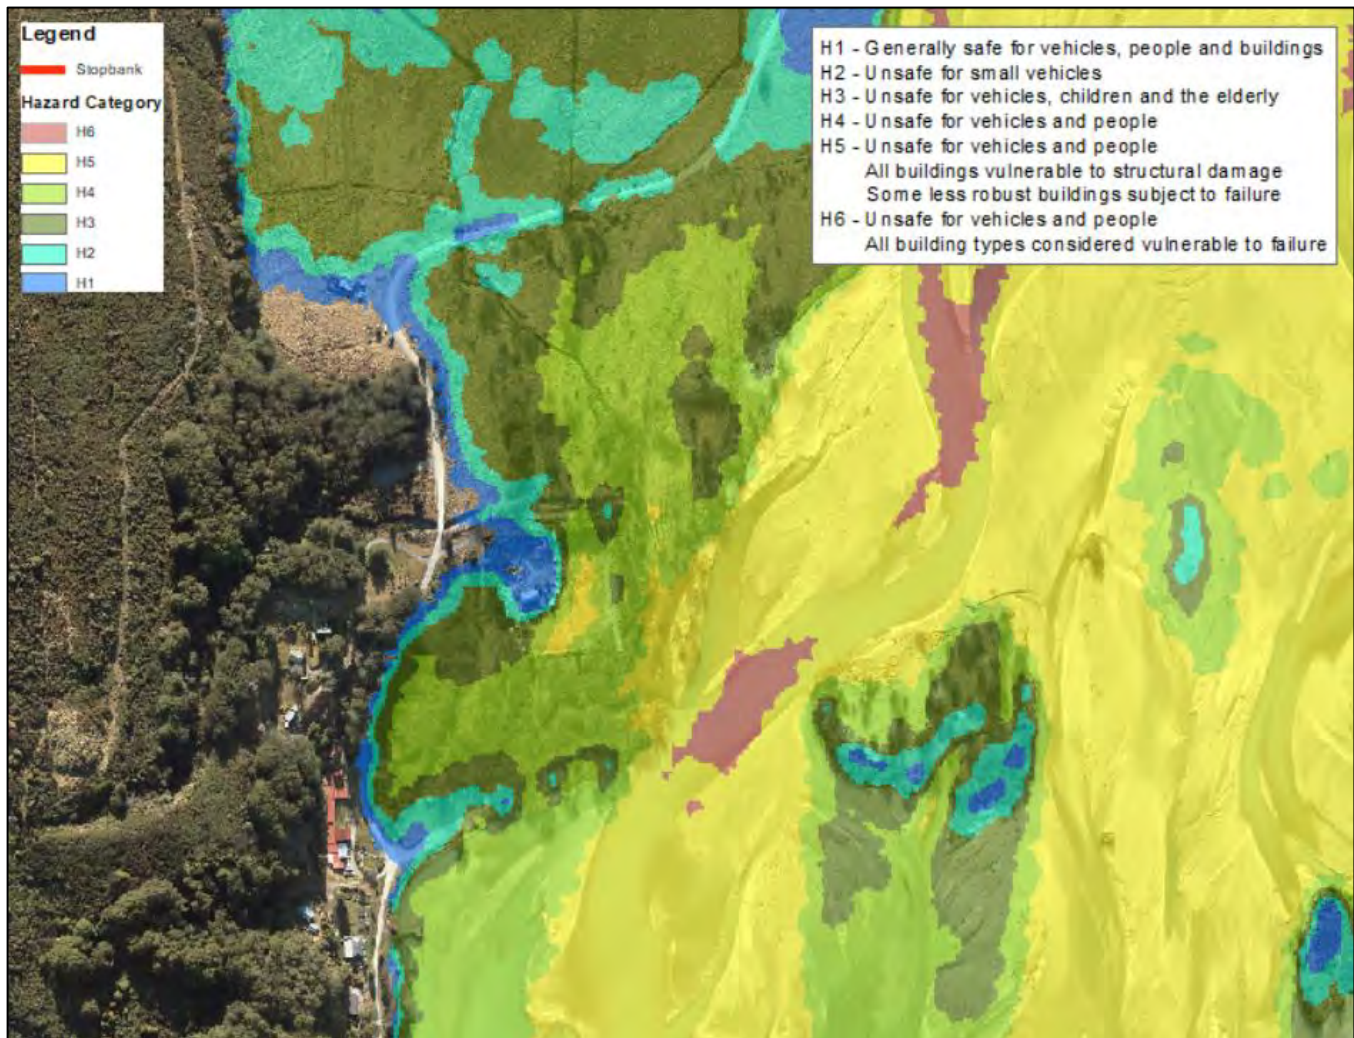 Legend
Stopbank
Hazard Category
H6
H5
H4
H3
H2
H1
H1 - Generally safe for vehicles, people and buildings
H2 - Unsafe for small vehicles
H3 - Unsafe for vehicles, children and the elderly
H4 - Unsafe for vehicles and people
H5 - Unsafe for vehicles and people
All buildings vulnerable to structural damage
Some less robust buildings subject to failure
H6 - Unsafe for vehicles and people
All building types considered vulnerable to failure